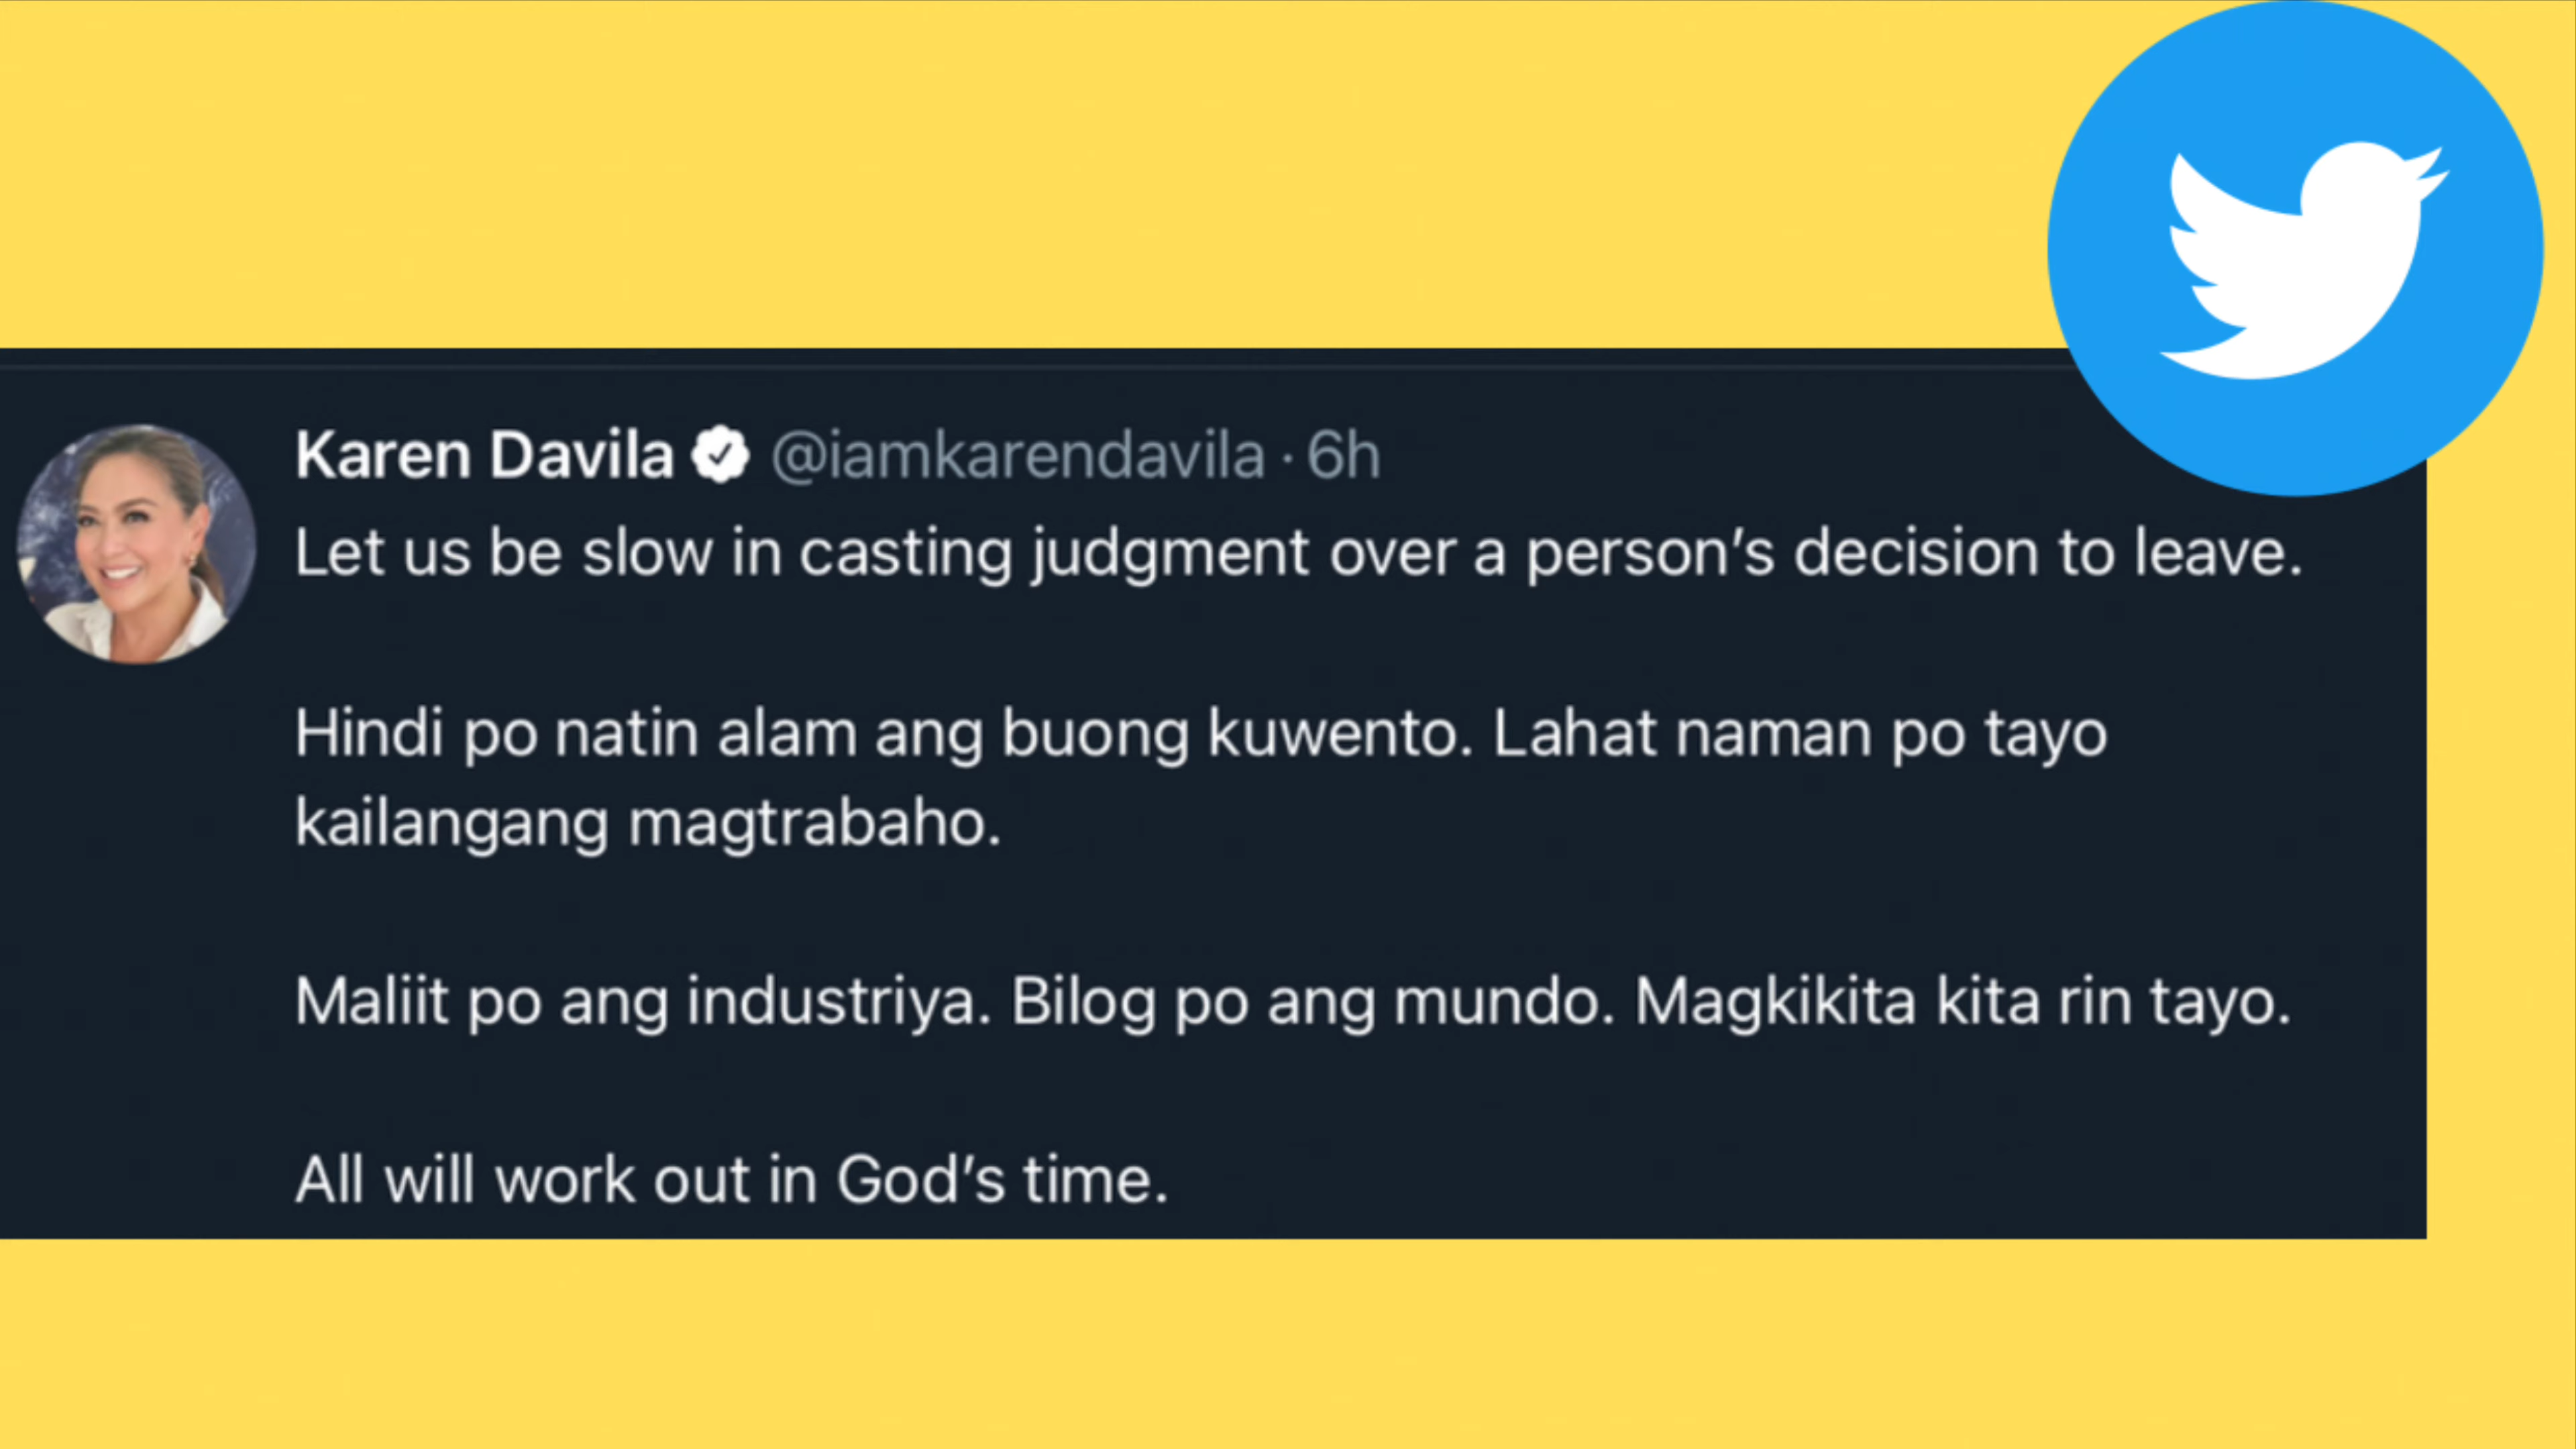 Karen Davila @iamkarendavila · 6h
Let us be slow in casting judgment over a person’s decision to leave.
Hindi po natin alam ang buong kuwento. Lahat naman po tayo
kailangang magtrabaho.
Maliit po ang industriya. Bilog po ang mundo. Magkikita kita rin tayo.
All will work out in God’s time.